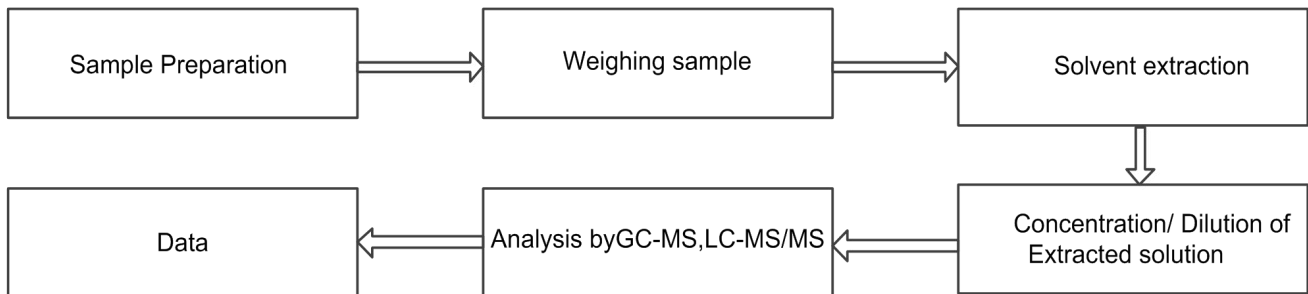 Sample Preparation
Weighing sample
Solvent extraction
Concentration/ Dilution of
Extracted solution
Analysis byGC-MS,LC-MS/MS
Data